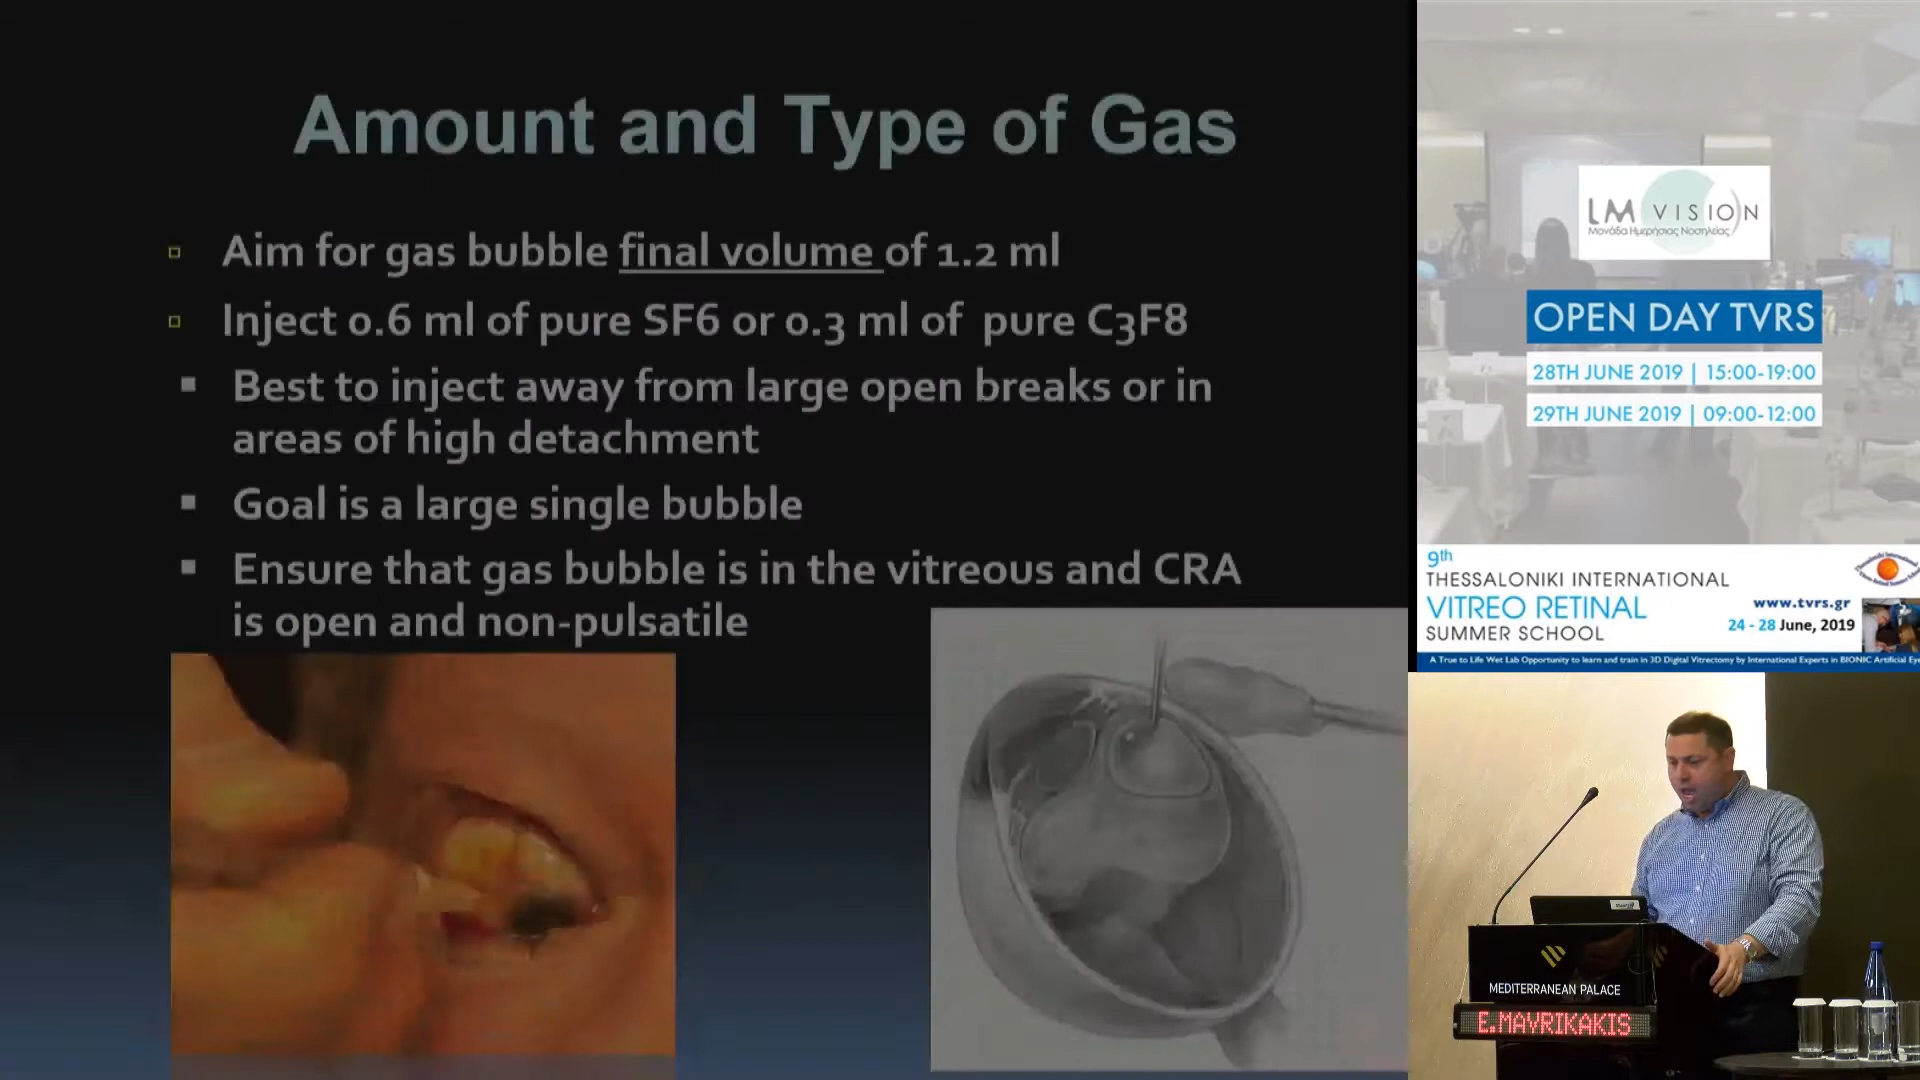 Amount and Type of Gas
Aim for gas bubble final volume of 1.2 ml
Inject 0.6 ml of pure SF6 or 0.3 ml of pure C3F8
Best to inject away from large open breaks or in
areas of high detachment
Goal is a large single bubble
Ensure that gas bubble is in the vitreous and CRA
is open and non-pulsatile
LM VISION
Μονάδα Ημερήσιας Νοσηλείας
OPEN DAY TVRS
28TH JUNE 2019 | 15:00-19:00
29TH JUNE 2019 | 09:00-12:00
9th
THESSALONIKI INTERNATIONAL
VITREO RETINAL
SUMMER SCHOOL
www.tvrs.gr
24 - 28 June, 2019
A True to Life Wet Lab Opportunity to learn and train in 3D Digital Vitrectomy by International Experts in BIONIC Artificial Eye
MEDITERRANEAN PALACE
E.MAVRIKAKIS